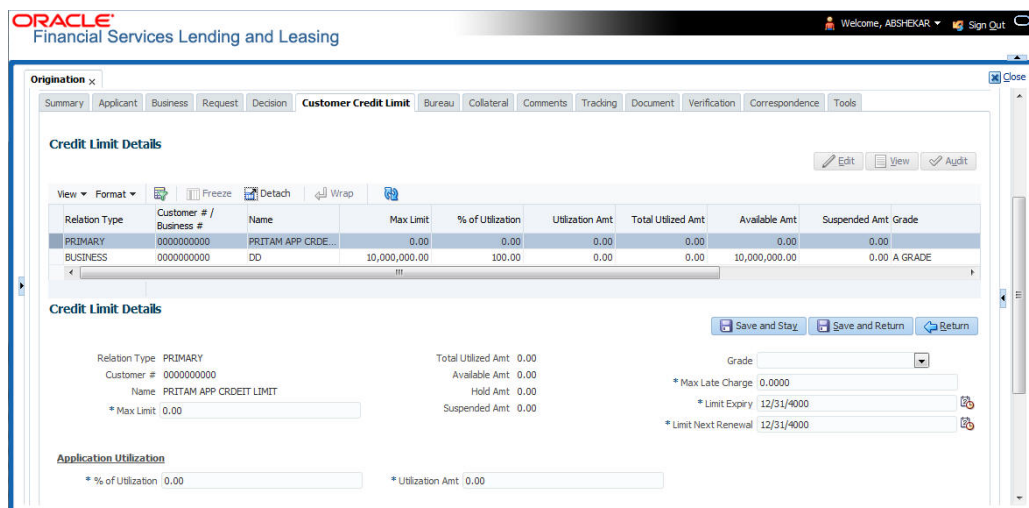 ORACLE
Financial Services Lending and Leasing
Welcome, ABSHEKAR Sign Out
Origination x
Close
Summary Applicant Business Request Decision Customer Credit Limit Bureau Collateral Comments Tracking Document Verification Correspondence Tools
Credit Limit Details
Edit View Audit
View Format Freeze Detach Wrap
Relation Type Customer # / Business # Name Max Limit % of Utilization Utilization Amt Total Utilized Amt Available Amt Suspended Amt Grade
PRIMARY 0000000000 PRITAM APP CRDE... 0.00 0.00 0.00 0.00 0.00 0.00
BUSINESS 0000000000 DD 10,000,000.00 100.00 0.00 0.00 10,000,000.00 0.00 A GRADE
Credit Limit Details
Save and Stay Save and Return Return
Relation Type PRIMARY Total Utilized Amt 0.00 Grade
Customer # 0000000000 Available Amt 0.00 * Max Late Charge 0.0000
Name PRITAM APP CRDEIT LIMIT Hold Amt 0.00 * Limit Expiry 12/31/4000
* Max Limit 0.00 Suspended Amt 0.00 * Limit Next Renewal 12/31/4000
Application Utilization
* % of Utilization 0.00 * Utilization Amt 0.00